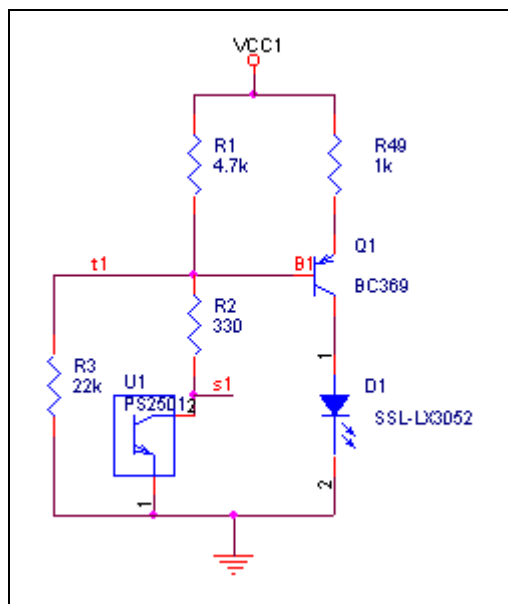 VCC1
R1
4.7k
R49
1k
t1
B1
Q1
BC369
R2
330
R3
22k
U1
s1
PS2501
2
1
D1
SSL-LX3052
1
2